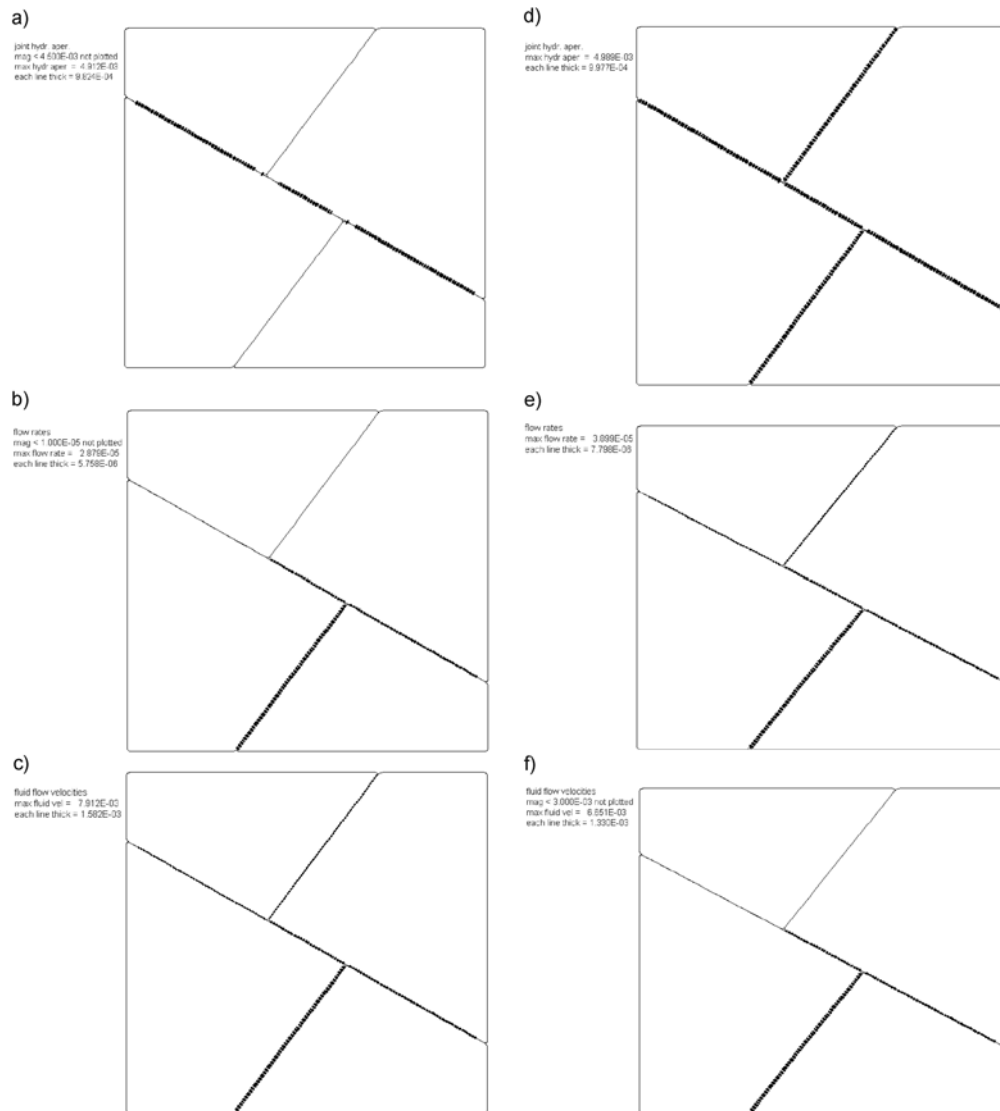 a)
joint hydr. aper.
mag < 4.500E-03 not plotted
max hydr aper = 4.912E-03
each line thick = 9.824E-04
b)
flow rates
mag < 1.000E-05 not plotted
max flow rate = 2.879E-05
each line thick = 5.758E-06
c)
fluid flow velocities
max fluid vel = 7.912E-03
each line thick = 1.582E-03
d)
joint hydr. aper.
max hydr aper = 4.989E-03
each line thick = 9.977E-04
e)
flow rates
max flow rate = 3.899E-05
each line thick = 7.798E-06
f)
fluid flow velocities
mag < 3.000E-03 not plotted
max fluid vel = 6.651E-03
each line thick = 1.330E-03